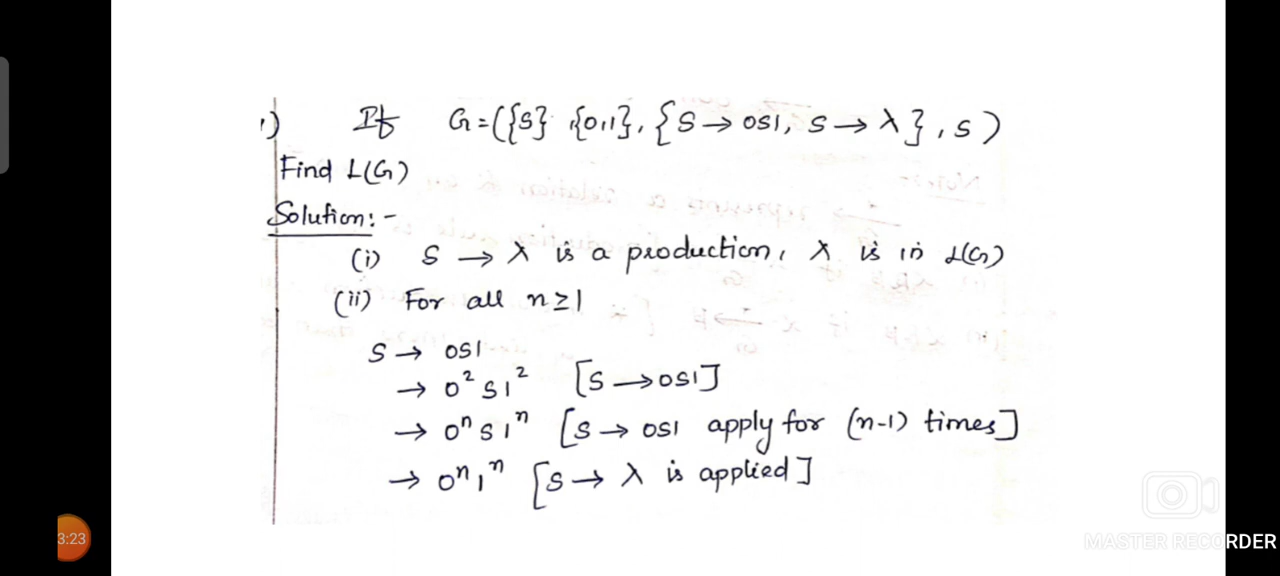 1) If G=({S} {0,1}, {S → 0S1, S → λ}, S)
Find L(G)
Solution:-
(i) S → λ is a production, λ is in L(G)
(ii) For all n ≥ 1
S → 0S1
→ 0²S1² [S → 0S1]
→ 0ⁿS1ⁿ [S → 0S1 apply for (n-1) times]
→ 0ⁿ1ⁿ [S → λ is applied]
3:23
MASTER RECORDER